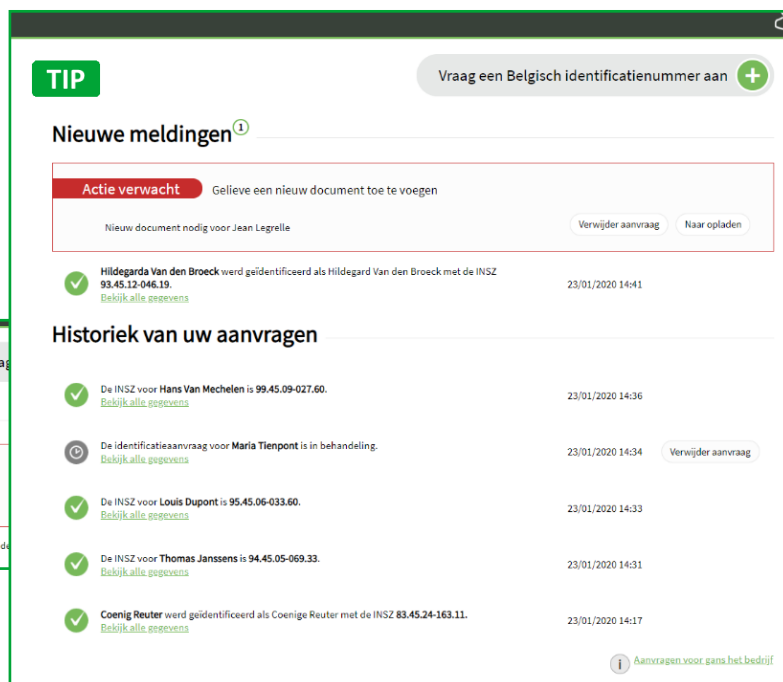 TIP
Vraag een Belgisch identificatienummer aan
Nieuwe meldingen 1
Actie verwacht Gelieve een nieuw document toe te voegen
Nieuw document nodig voor Jean Legrelle Verwijder aanvraag Naar opladen
Hildegarda Van den Broeck werd geïdentificeerd als Hildegard Van den Broeck met de INSZ
93.45.12-046.19. 23/01/2020 14:41
Bekijk alle gegevens
Historiek van uw aanvragen
De INSZ voor Hans Van Mechelen is 99.45.09-027.60. 23/01/2020 14:36
Bekijk alle gegevens
De identificatieaanvraag voor Maria Tienpont is in behandeling. 23/01/2020 14:34 Verwijder aanvraag
Bekijk alle gegevens
De INSZ voor Louis Dupont is 95.45.06-033.60. 23/01/2020 14:33
Bekijk alle gegevens
De INSZ voor Thomas Janssens is 94.45.05-069.33. 23/01/2020 14:31
Bekijk alle gegevens
Coenig Reuter werd geïdentificeerd als Coenige Reuter met de INSZ 83.45.24-163.11. 23/01/2020 14:17
Bekijk alle gegevens
i Aanvragen voor gans het bedrijf